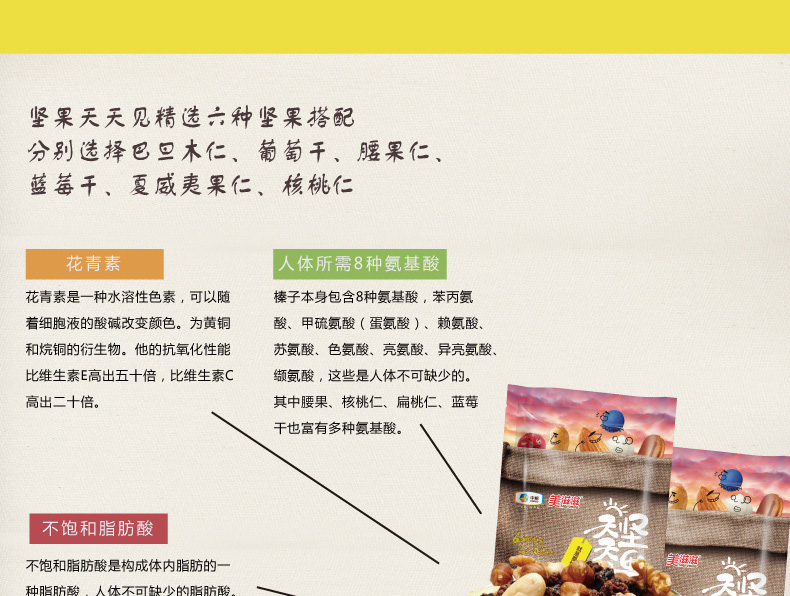 坚果天天见精选六种坚果搭配
分别选择巴旦木仁、葡萄干、腰果仁、
蓝莓干、夏威夷果仁、核桃仁
花青素
花青素是一种水溶性色素，可以随
着细胞液的酸碱改变颜色。为黄铜
和烷铜的衍生物。他的抗氧化性能
比维生素E高出五十倍，比维生素C
高出二十倍。
人体所需8种氨基酸
榛子本身包含8种氨基酸，苯丙氨
酸、甲硫氨酸（蛋氨酸）、赖氨酸、
苏氨酸、色氨酸、亮氨酸、异亮氨酸、
缬氨酸，这些是人体不可缺少的。
其中腰果、核桃仁、扁桃仁、蓝莓
干也富有多种氨基酸。
不饱和脂肪酸
不饱和脂肪酸是构成体内脂肪的一
种脂肪酸，人体不可缺少的脂肪酸。
中粮
美滋滋
天天坚果
美滋滋
天坚